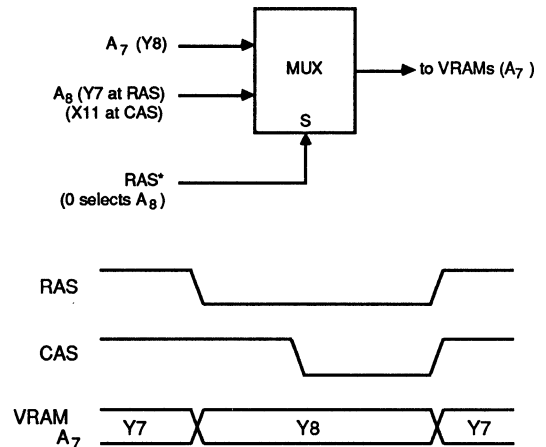 A7 (Y8)
MUX
to VRAMs (A7)
A8 (Y7 at RAS)
(X11 at CAS)
S
RAS*
(0 selects A8)
RAS
CAS
VRAM
A7
Y7
Y8
Y7